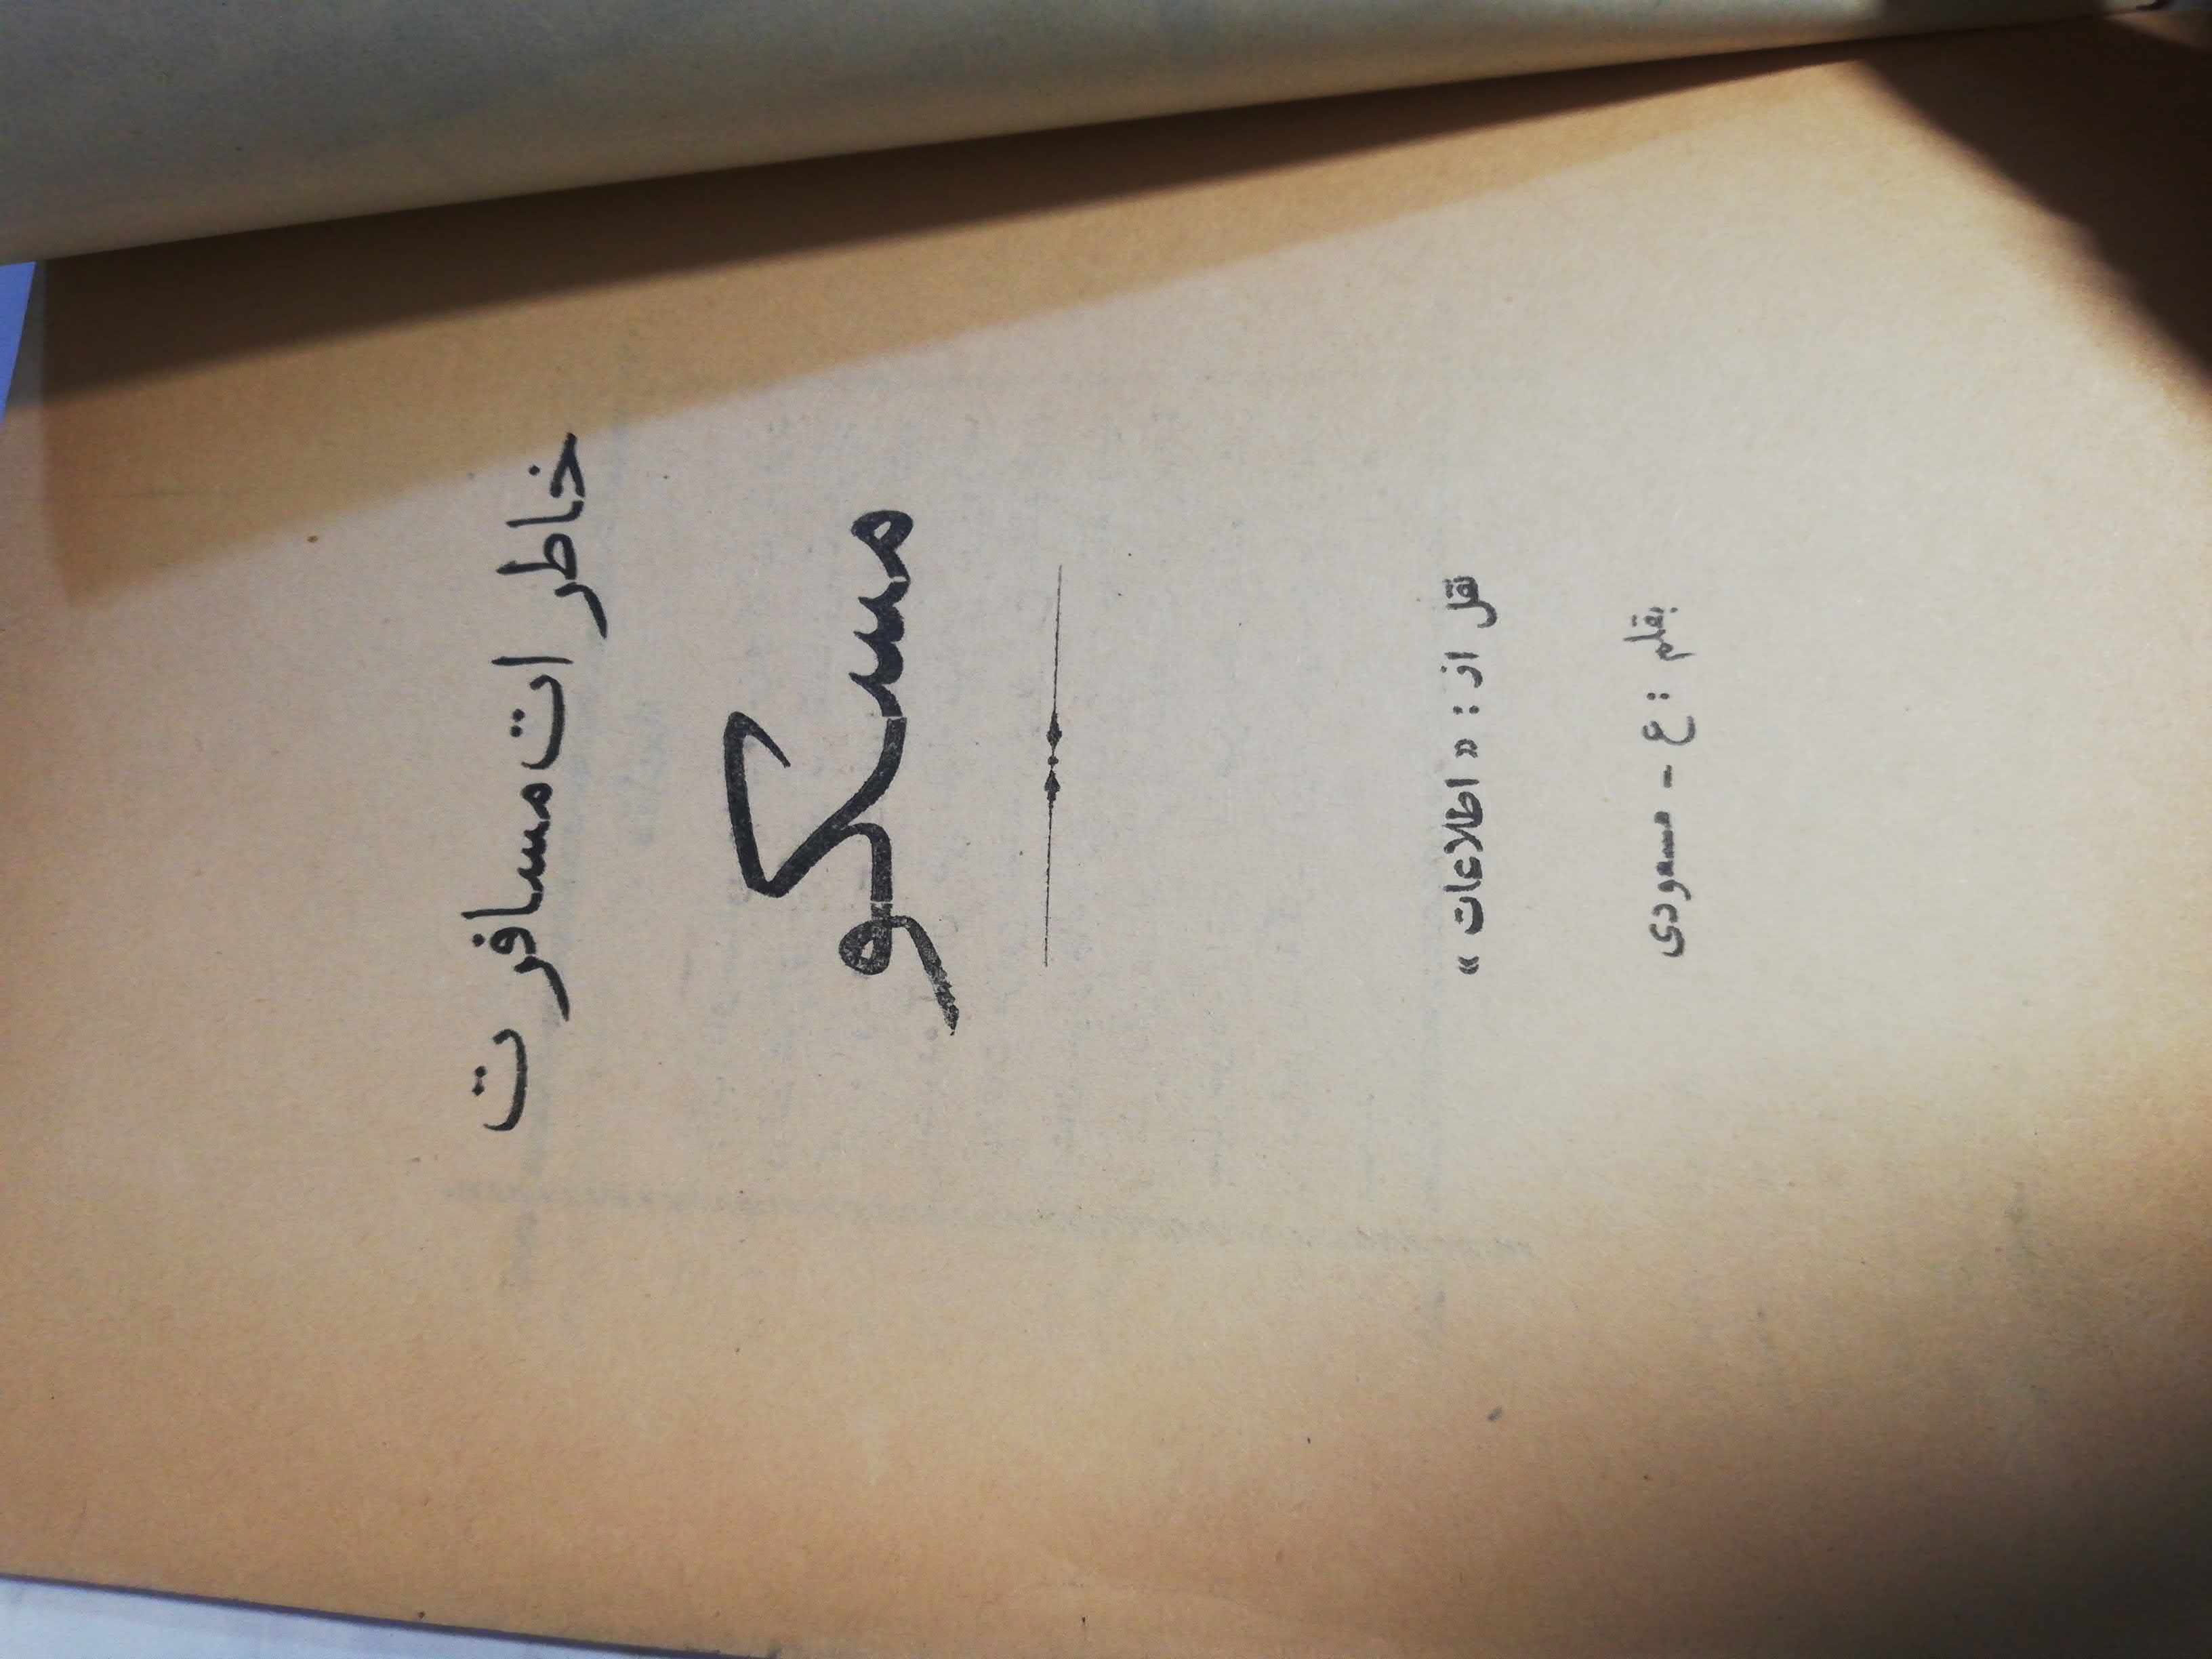 خاطرات مسافرت
مسکو
نقل از : « اطلاعات »
بقلم : ع - مسعودی